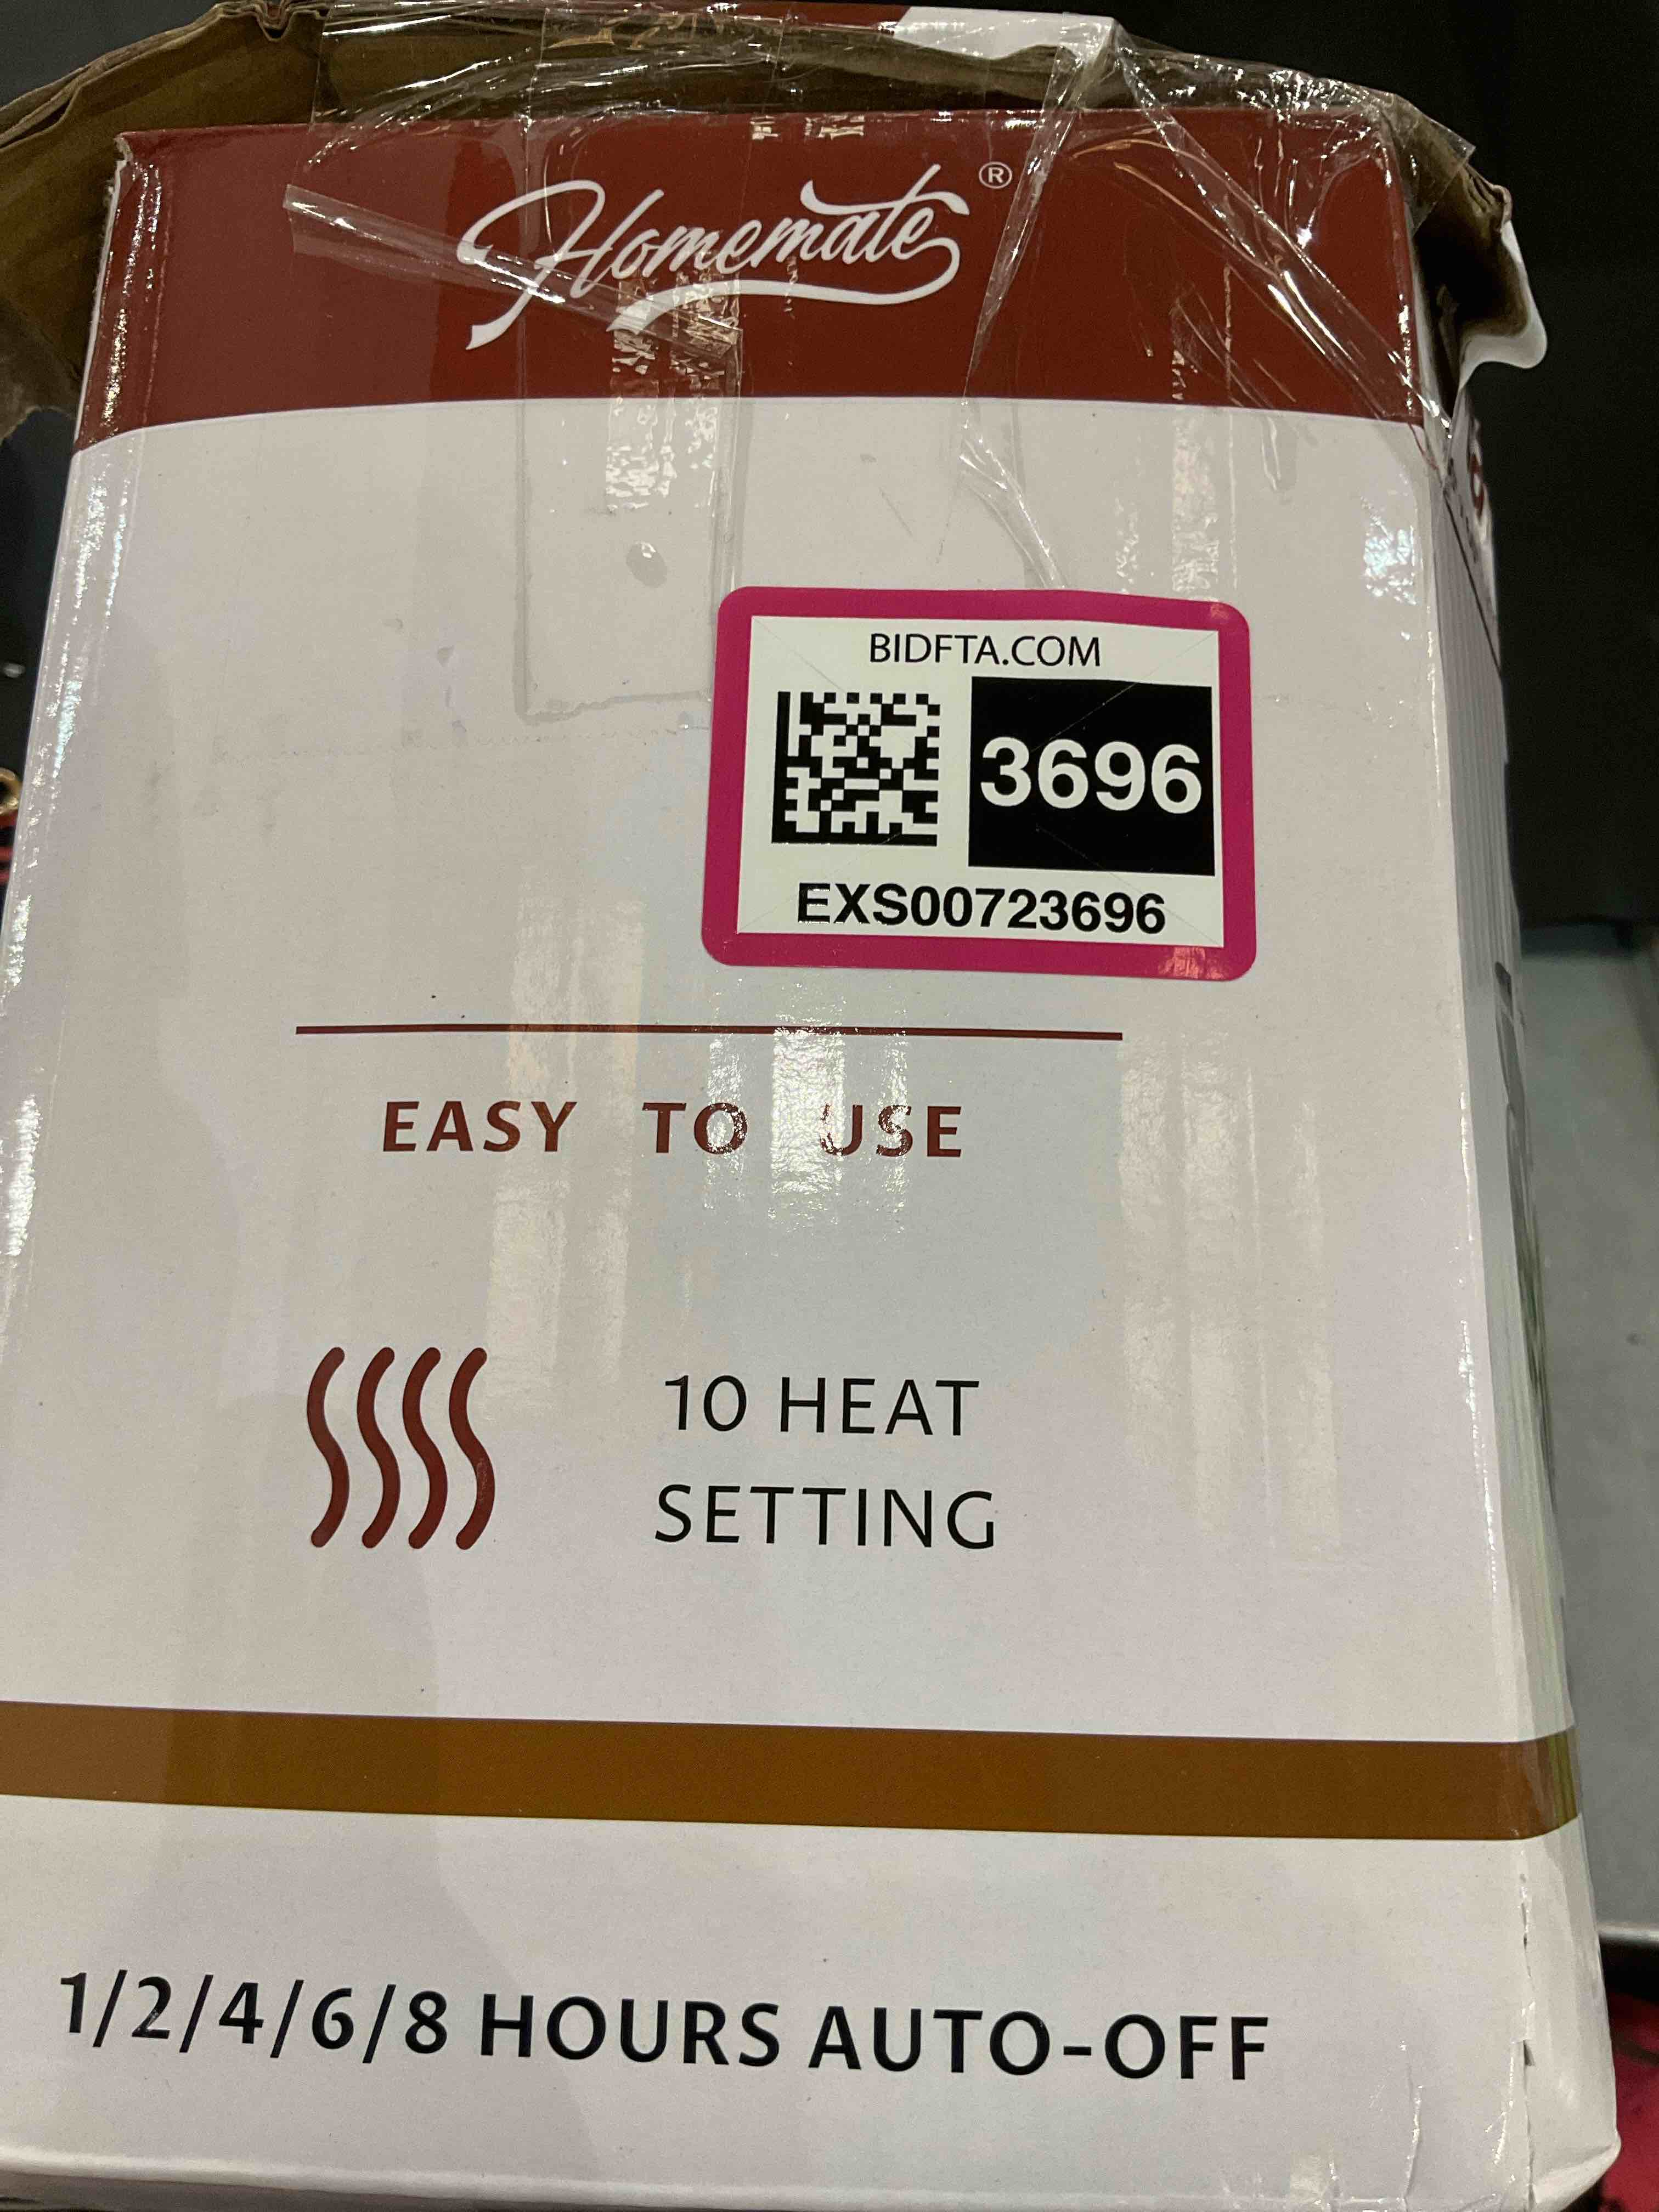 Homemate®
BIDFTA.COM
3696
EXS00723696
EASY TO USE
10 HEAT
SETTING
1/2/4/6/8 HOURS AUTO-OFF